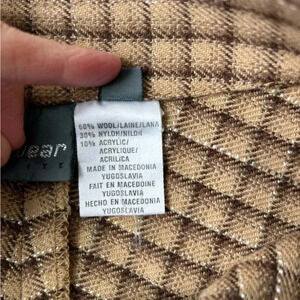 ear
60% WOOL/LAINE/LANA
30% NYLON/NILON
10% ACRYLIC/
ACRYLIQUE/
ACRILICA
MADE IN MACEDONIA
YUGOSLAVIA
FAIT EN MACEDOINE
YUGOSLAVIA
HECHO EN MACEDONIA
YUGOSLAVIA